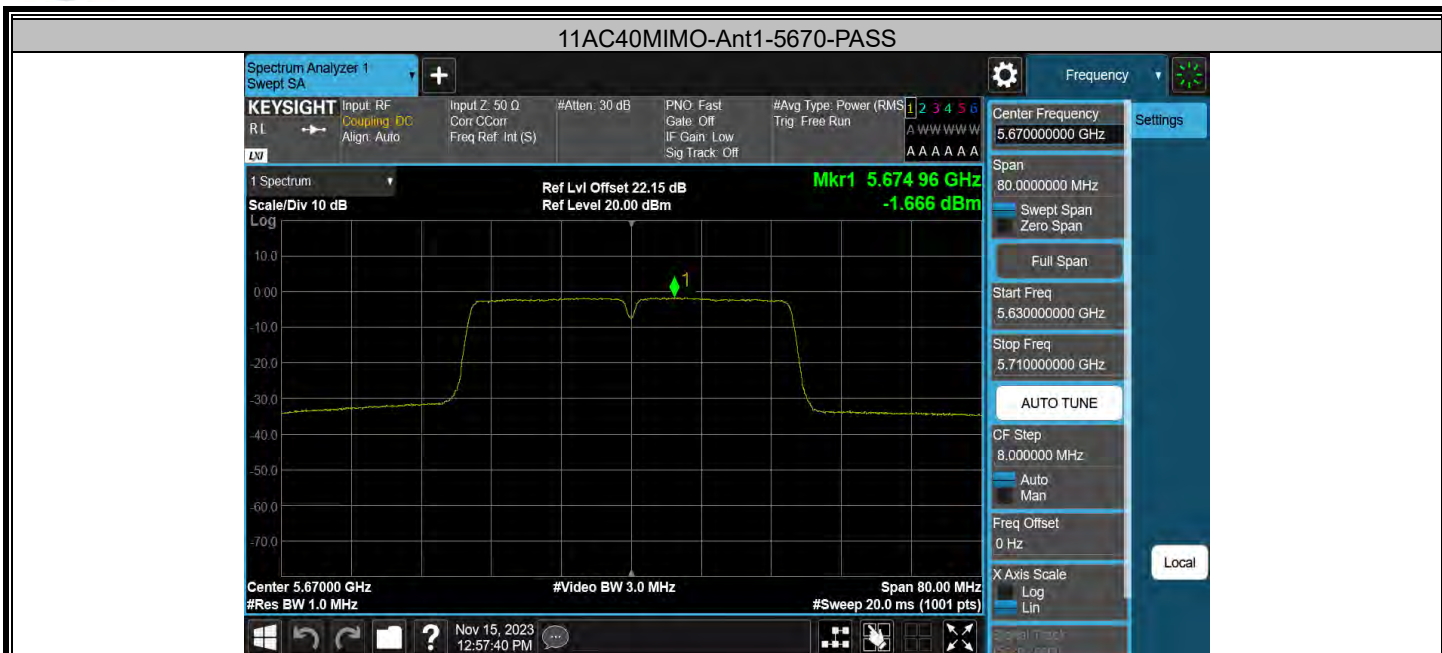 11AC40MIMO-Ant1-5670-PASS
Spectrum Analyzer 1
Swept SA
Frequency
KEYSIGHT
RL
LXI
Input: RF
Coupling: DC
Align: Auto
Input Z: 50 Ω
Corr CCorr
Freq Ref: Int (S)
#Atten: 30 dB
PNO: Fast
Gate: Off
IF Gain: Low
Sig Track: Off
#Avg Type: Power (RMS
Trig: Free Run
1 2 3 4 5 6
A W W W W W
A A A A A A
1 Spectrum
Scale/Div 10 dB
Log
Ref Lvl Offset 22.15 dB
Ref Level 20.00 dBm
Mkr1 5.674 96 GHz
-1.666 dBm
10.0
0.00
-10.0
-20.0
-30.0
-40.0
-50.0
-60.0
-70.0
1
Center 5.67000 GHz
#Video BW 3.0 MHz
Span 80.00 MHz
#Res BW 1.0 MHz
#Sweep 20.0 ms (1001 pts)
Nov 15, 2023
12:57:40 PM
Center Frequency
5.670000000 GHz
Settings
Span
80.0000000 MHz
Swept Span
Zero Span
Full Span
Start Freq
5.630000000 GHz
Stop Freq
5.710000000 GHz
AUTO TUNE
CF Step
8.000000 MHz
Auto
Man
Freq Offset
0 Hz
X Axis Scale
Log
Lin
Signal Track
Local